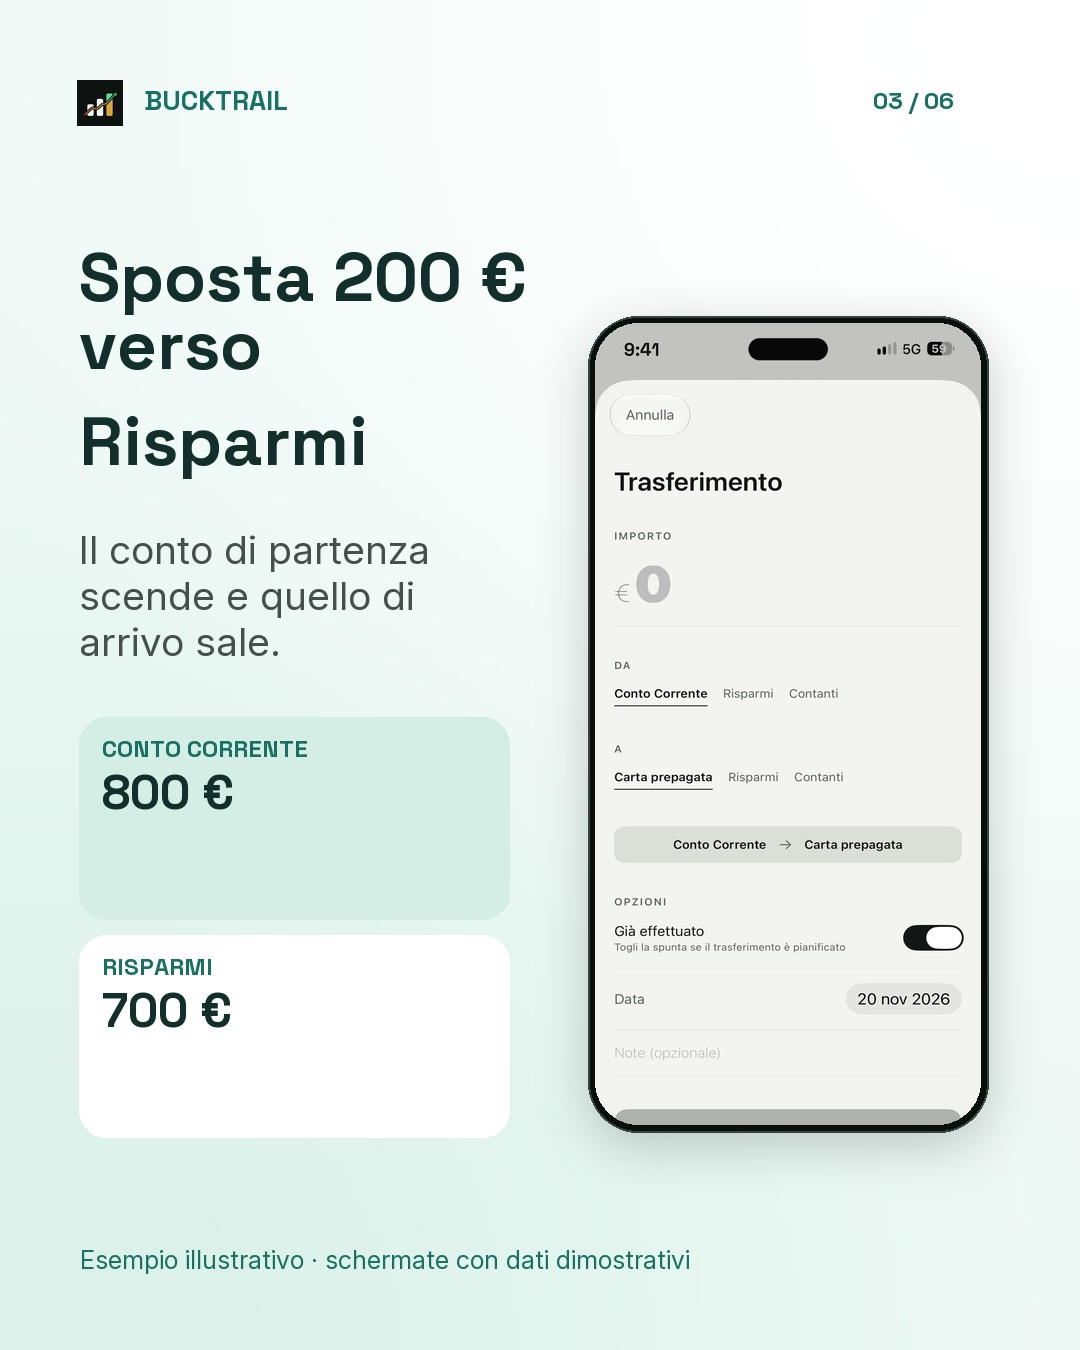 BUCKTRAIL
03 / 06
Sposta 200 €
verso
Risparmi
Il conto di partenza
scende e quello di
arrivo sale.
CONTO CORRENTE
800 €
RISPARMI
700 €
9:41
5G 59
Annulla
Trasferimento
IMPORTO
€ 0
DA
Conto Corrente Risparmi Contanti
A
Carta prepagata Risparmi Contanti
Conto Corrente → Carta prepagata
OPZIONI
Già effettuato
Togli la spunta se il trasferimento è pianificato
Data 20 nov 2026
Note (opzionale)
Esempio illustrativo · schermate con dati dimostrativi